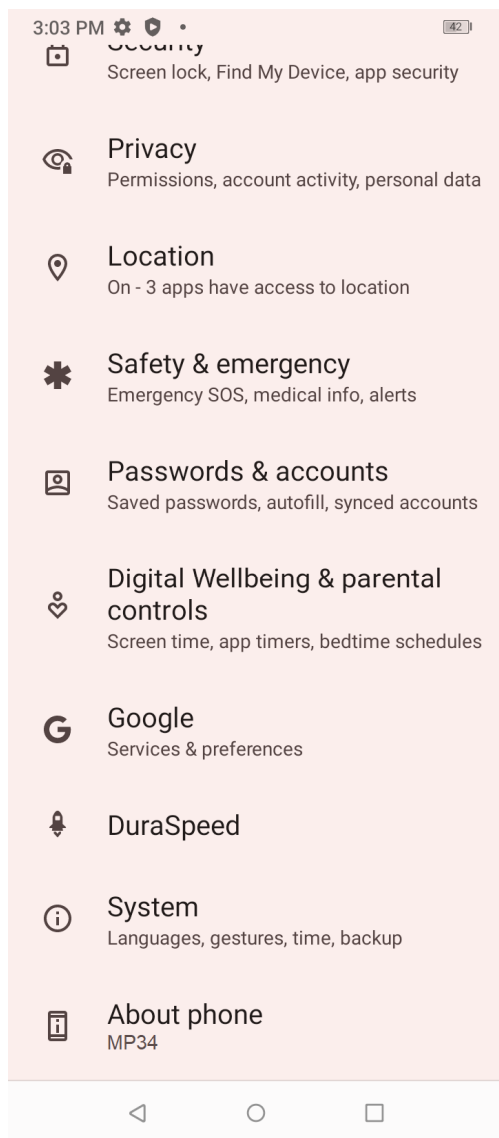 3:03 PM
42
Security
Screen lock, Find My Device, app security
Privacy
Permissions, account activity, personal data
Location
On - 3 apps have access to location
Safety & emergency
Emergency SOS, medical info, alerts
Passwords & accounts
Saved passwords, autofill, synced accounts
Digital Wellbeing & parental
controls
Screen time, app timers, bedtime schedules
Google
Services & preferences
DuraSpeed
System
Languages, gestures, time, backup
About phone
MP34